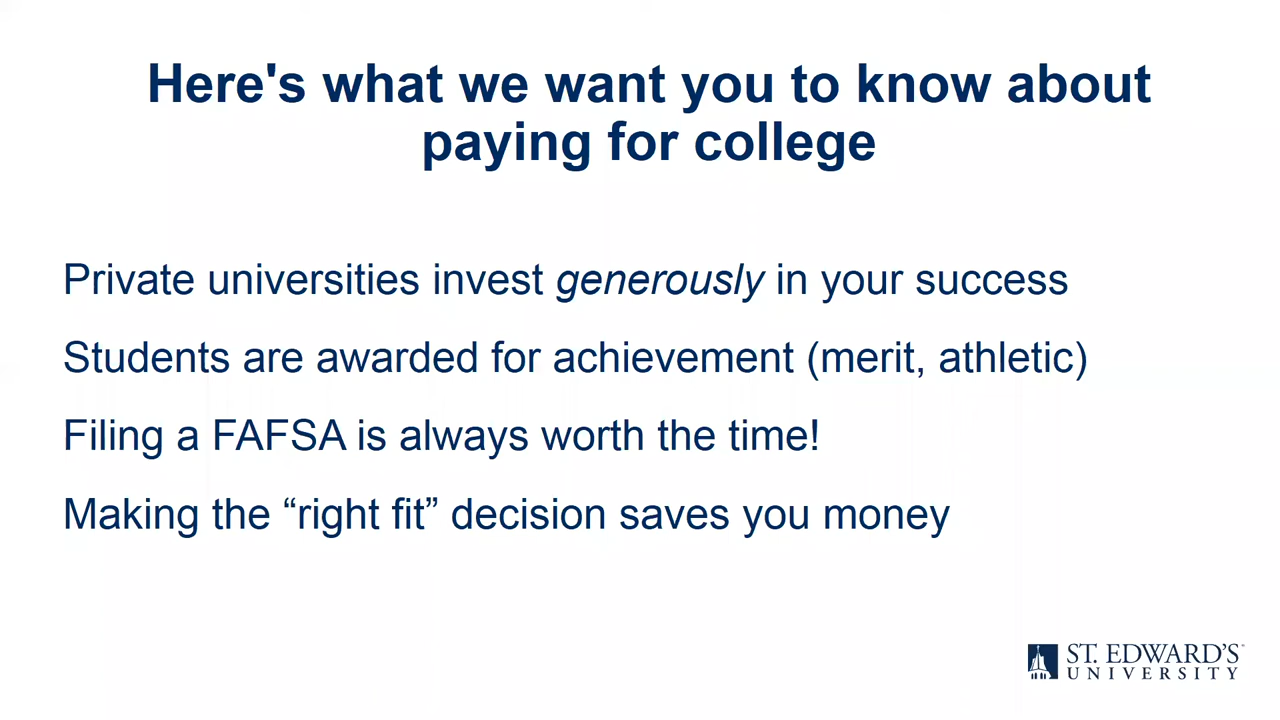 Here's what we want you to know about
paying for college
Private universities invest generously in your success
Students are awarded for achievement (merit, athletic)
Filing a FAFSA is always worth the time!
Making the “right fit” decision saves you money
ST. EDWARD'S
UNIVERSITY